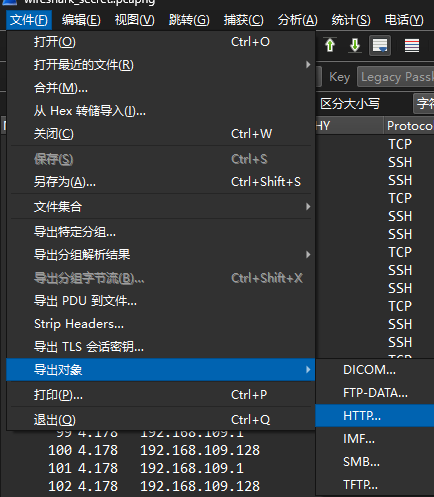 wireshark_secret.pcapng
文件(F) 编辑(E) 视图(V) 跳转(G) 捕获(C) 分析(A) 统计(S) 电话(Y)
打开(O) Ctrl+O
打开最近的文件(R)
Key Legacy Passk
合并(M)...
从 Hex 转储导入(I)...
区分大小写 字符
关闭(C) Ctrl+W
HY Protoco
保存(S) Ctrl+S
TCP
另存为(A)... Ctrl+Shift+S
SSH
SSH
文件集合
SSH
导出特定分组...
SSH
导出分组解析结果
SSH
TCP
导出分组字节流(B)... Ctrl+Shift+X
SSH
导出 PDU 到文件...
SSH
TCP
Strip Headers...
SSH
导出 TLS 会话密钥...
SSH
TCP
导出对象
DICOM...
打印(P)... Ctrl+P
FTP-DATA...
退出(Q) Ctrl+Q
HTTP...
99 4.178 192.168.109.1
IMF...
100 4.178 192.168.109.128
SMB...
101 4.178 192.168.109.1
102 4.178 192.168.109.128
TFTP...